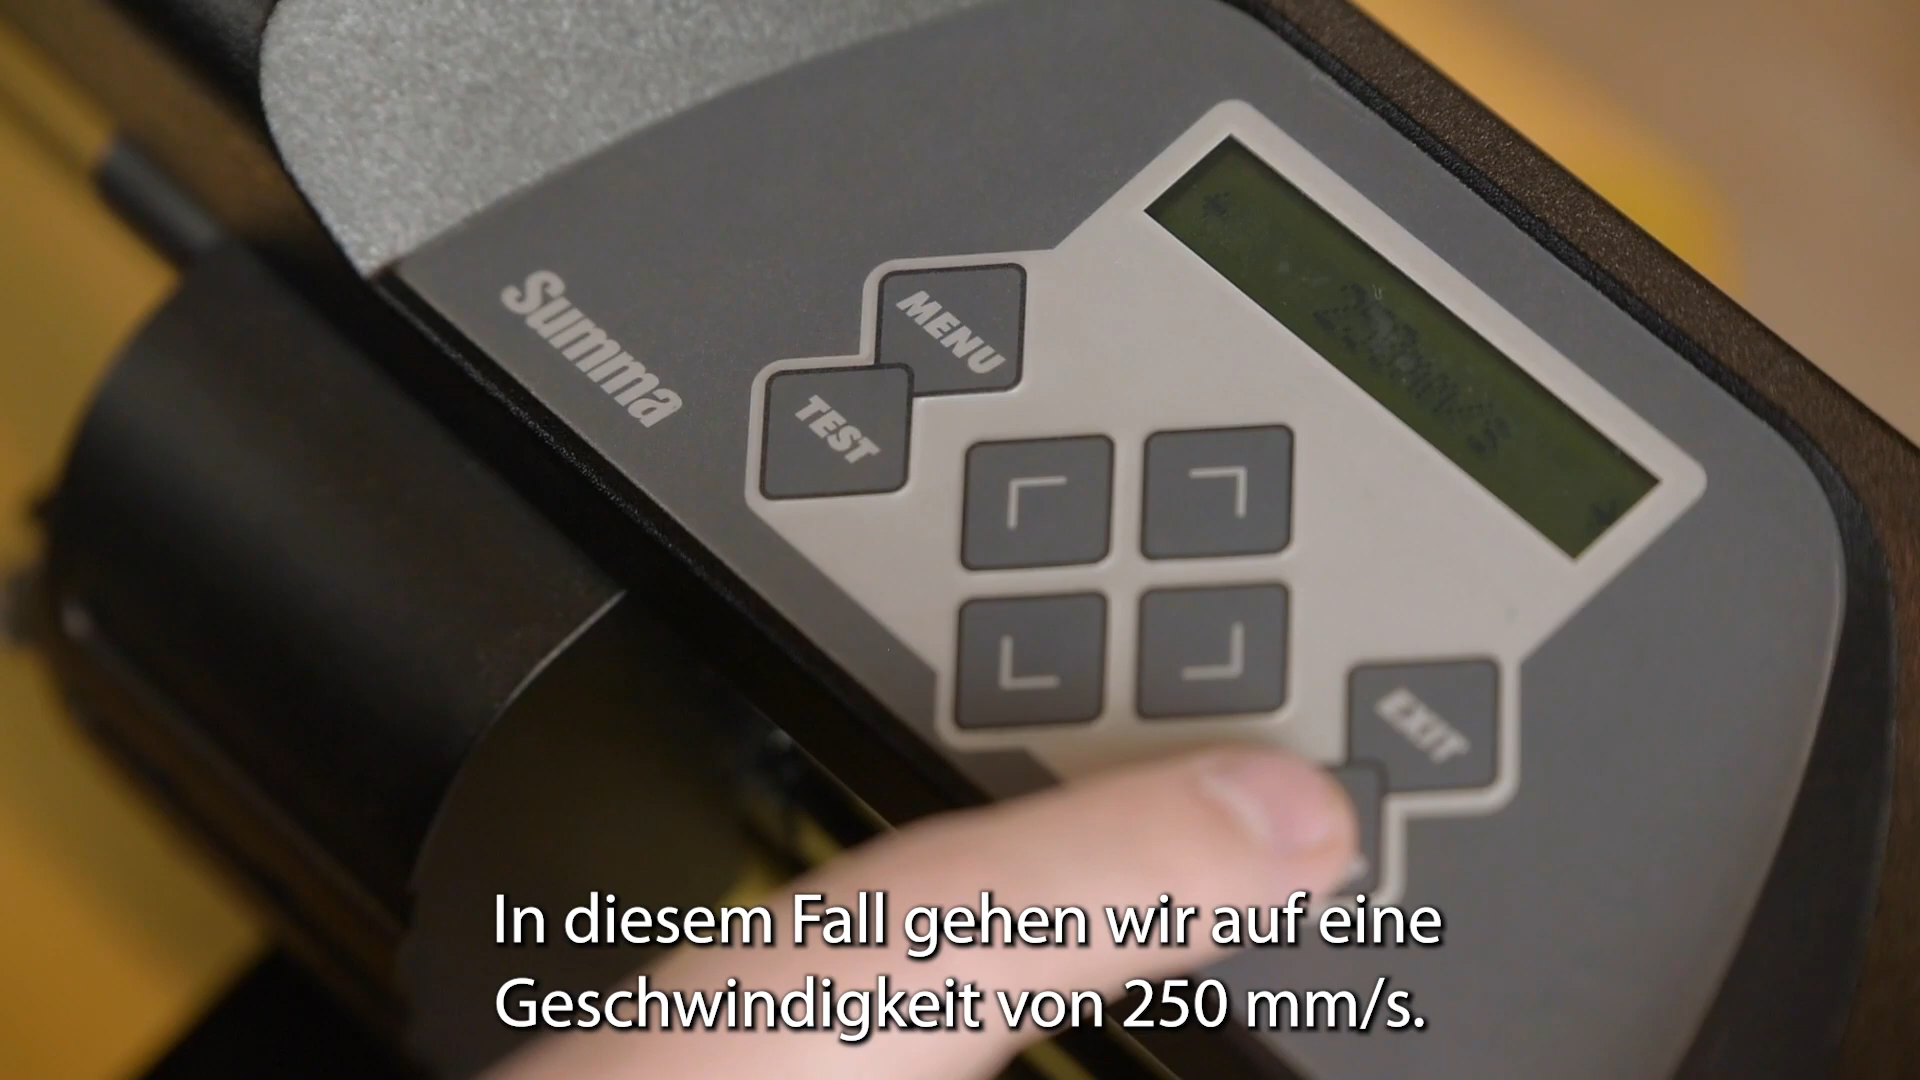 Summa
MENU
TEST
EXIT
In diesem Fall gehen wir auf eine
Geschwindigkeit von 250 mm/s.